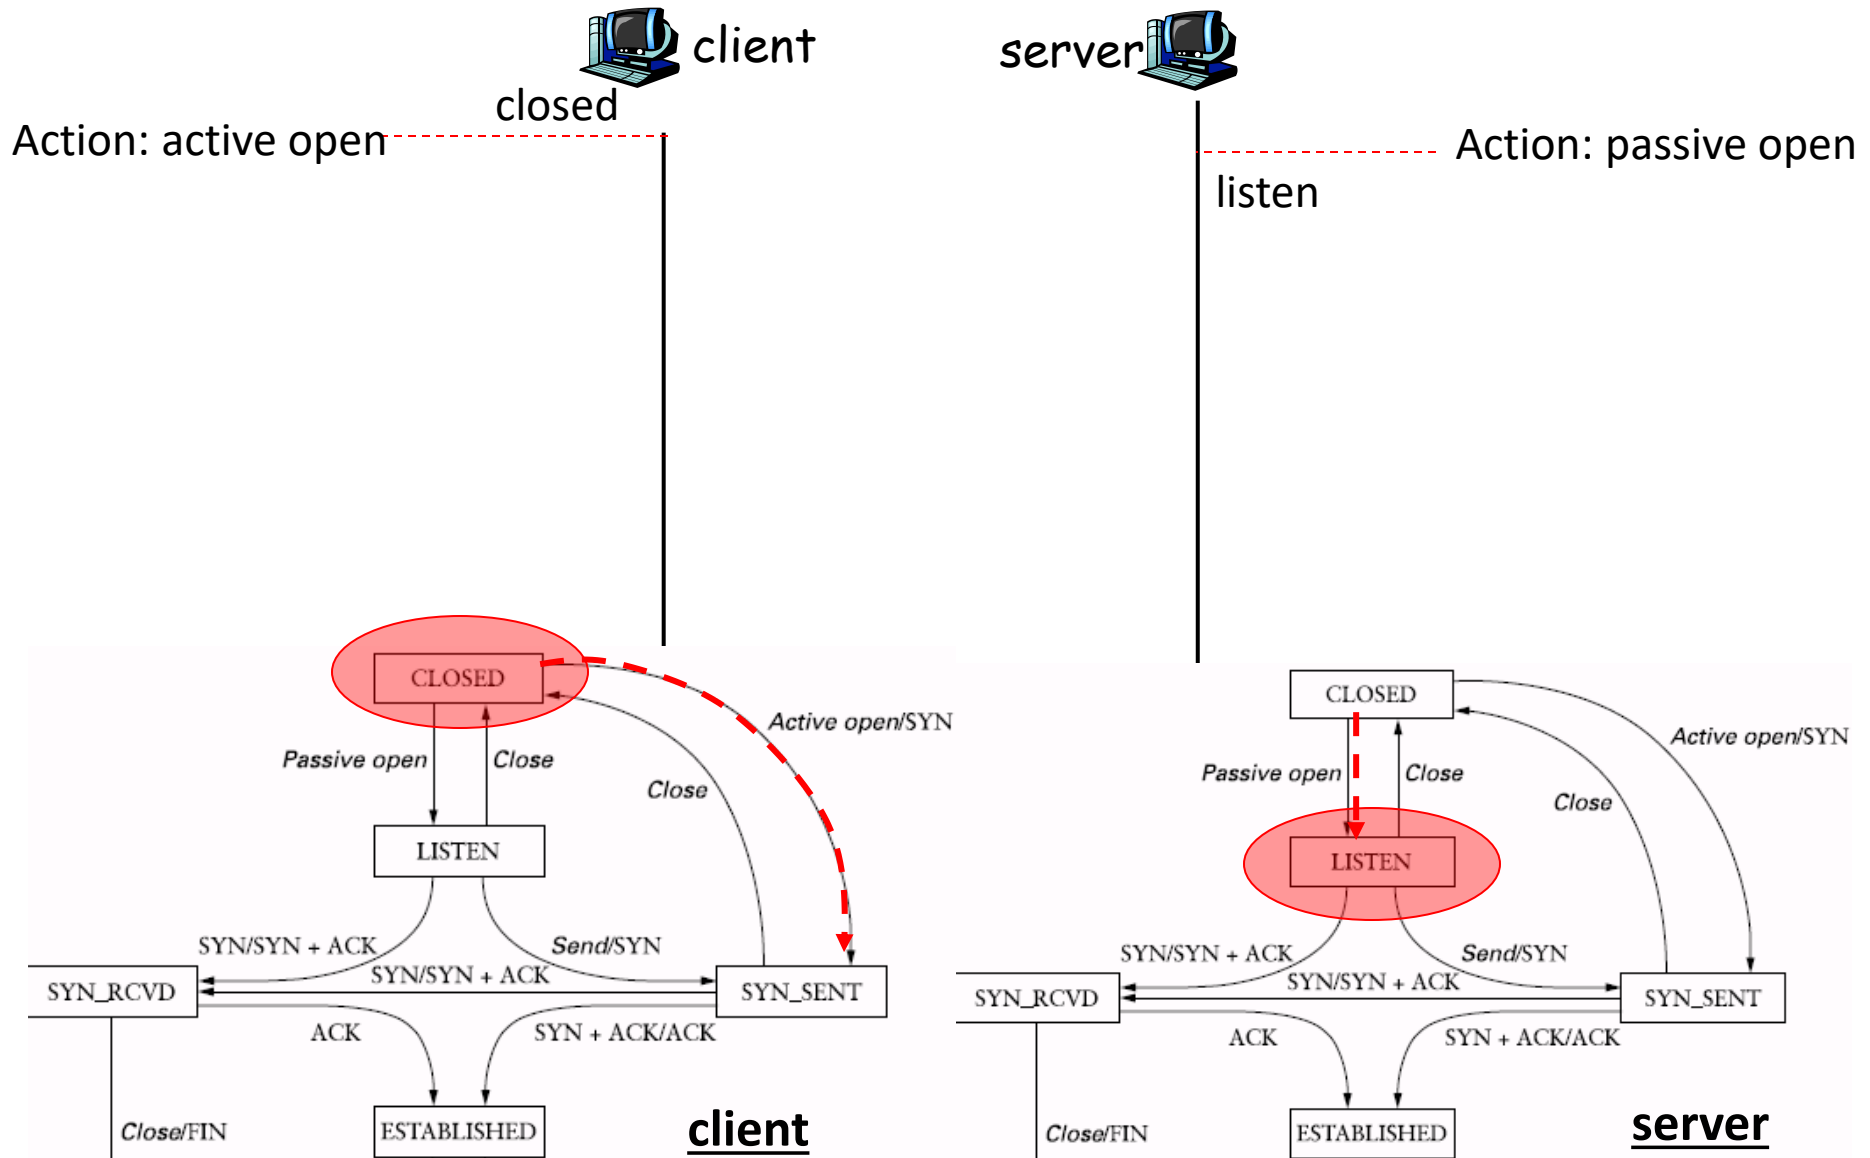 client
server
closed
Action: active open
Action: passive open
listen
CLOSED
Active open/SYN
Passive open
Close
Close
LISTEN
SYN/SYN + ACK
Send/SYN
SYN/SYN + ACK
SYN_RCVD
SYN_SENT
ACK
SYN + ACK/ACK
Close/FIN
ESTABLISHED
client
CLOSED
Active open/SYN
Passive open
Close
Close
LISTEN
SYN/SYN + ACK
Send/SYN
SYN/SYN + ACK
SYN_RCVD
SYN_SENT
ACK
SYN + ACK/ACK
Close/FIN
ESTABLISHED
server